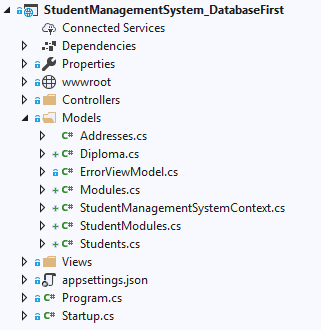 StudentManagementSystem_DatabaseFirst
Connected Services
Dependencies
Properties
wwwroot
Controllers
Models
C# Addresses.cs
C# Diploma.cs
C# ErrorViewModel.cs
C# Modules.cs
C# StudentManagementSystemContext.cs
C# StudentModules.cs
C# Students.cs
Views
appsettings.json
C# Program.cs
C# Startup.cs